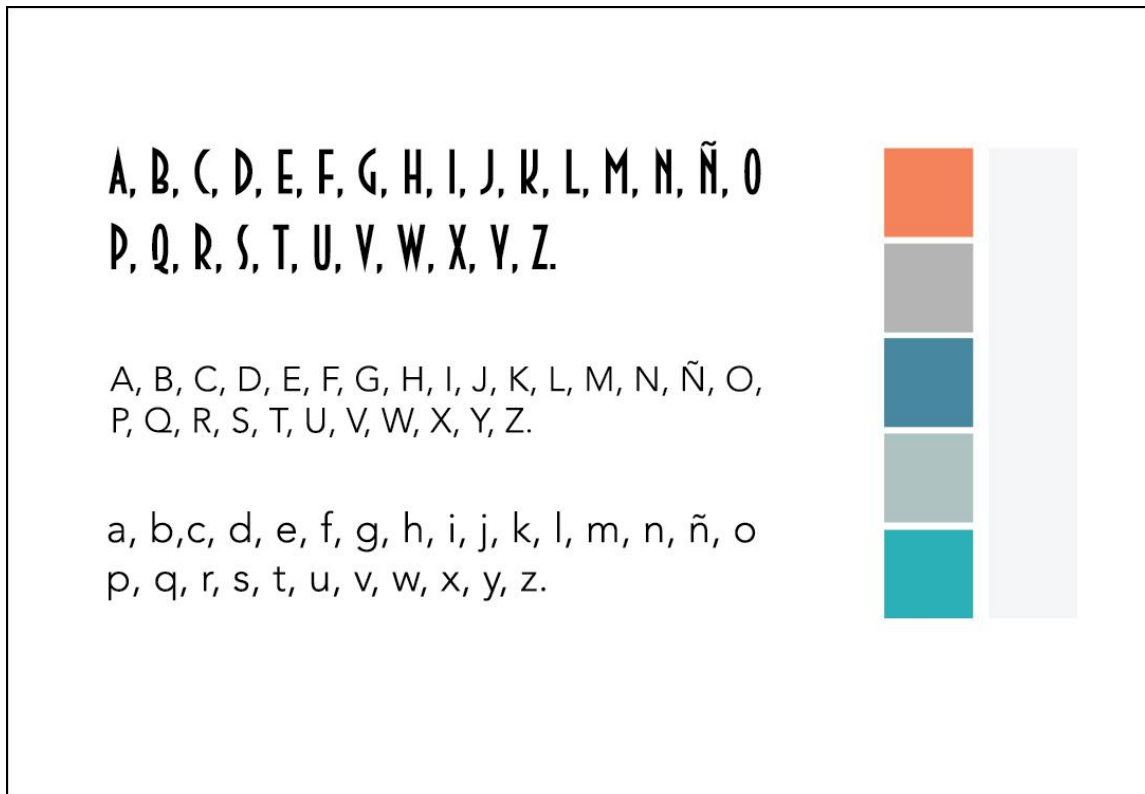 A, B, C, D, E, F, G, H, I, J, K, L, M, N, Ñ, O
P, Q, R, S, T, U, V, W, X, Y, Z.
A, B, C, D, E, F, G, H, I, J, K, L, M, N, Ñ, O,
P, Q, R, S, T, U, V, W, X, Y, Z.
a, b,c, d, e, f, g, h, i, j, k, l, m, n, ñ, o
p, q, r, s, t, u, v, w, x, y, z.